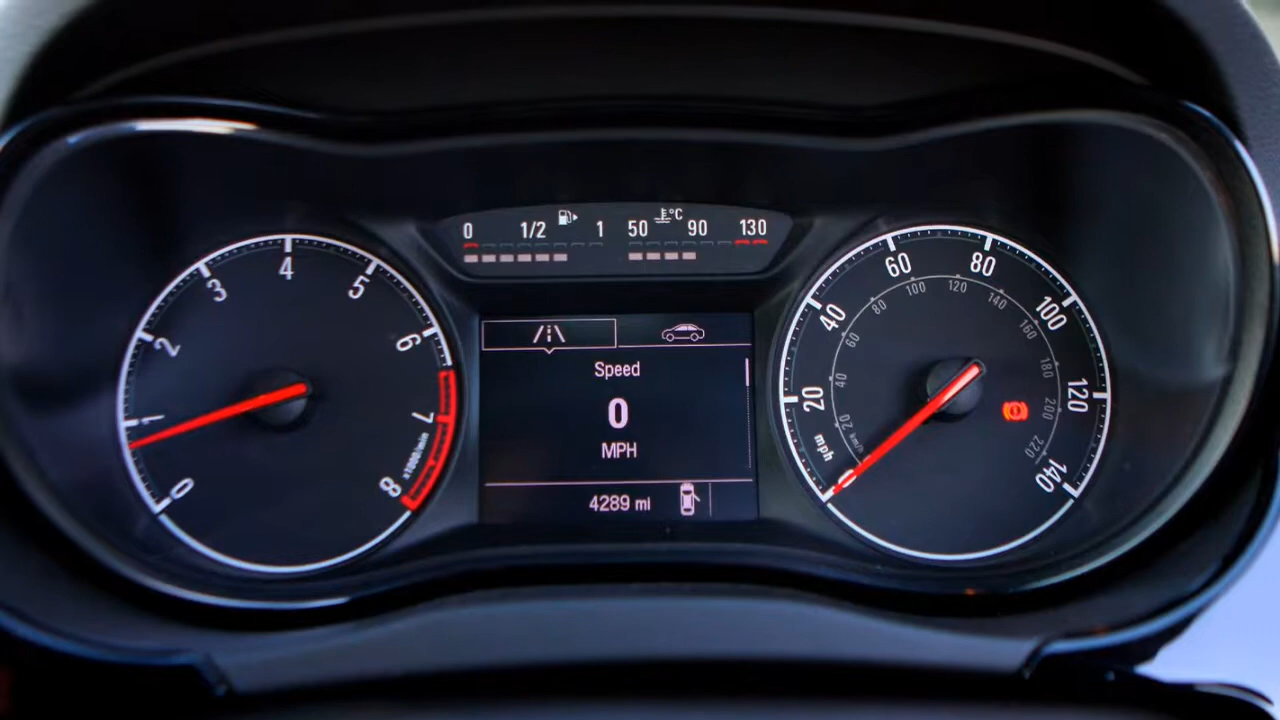 0 1/2 1 50 °C 90 130
0 1 2 3 4 5 6 7 8
x1000/min
Speed
0
MPH
4289 mi
20 40 60 80 100 120 140
mph
20 40 60 80 100 120 140 160 180 200 220
km/h